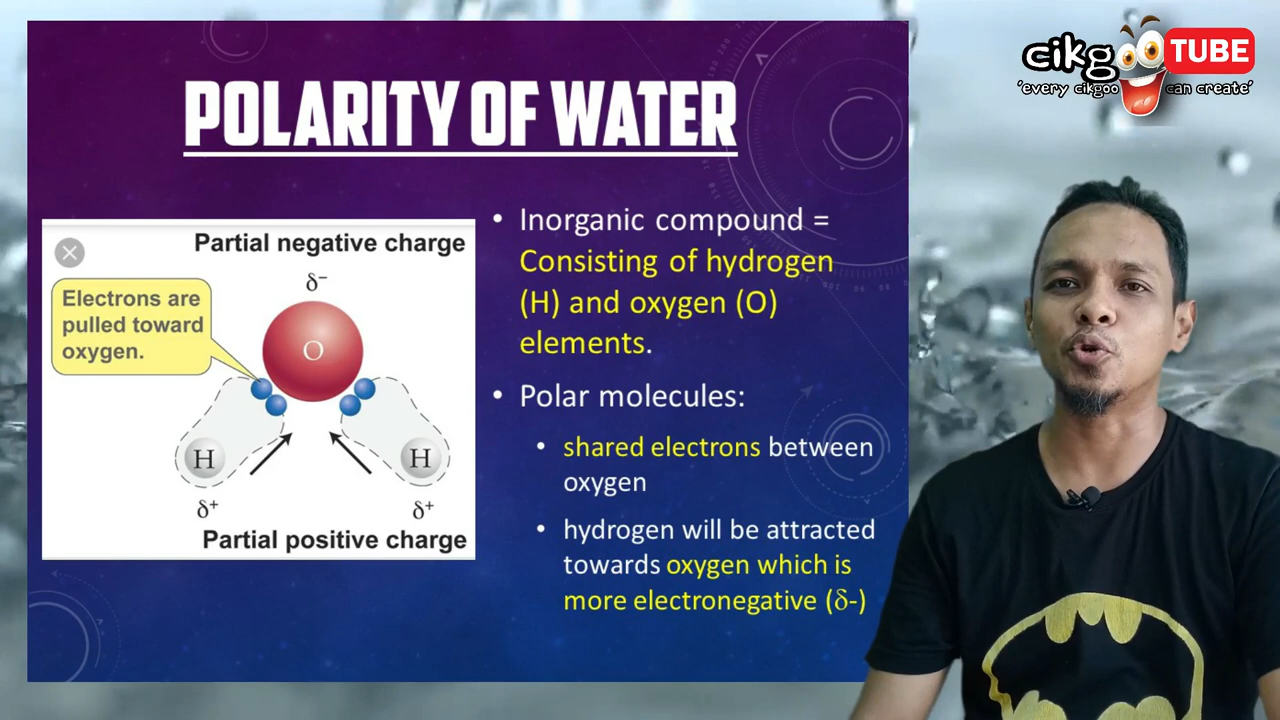 cikgoo TUBE
'every cikgoo can create'
POLARITY OF WATER
Partial negative charge
δ–
Electrons are
pulled toward
oxygen.
O
H
H
δ+
δ+
Partial positive charge
• Inorganic compound =
Consisting of hydrogen
(H) and oxygen (O)
elements.
• Polar molecules:
• shared electrons between
oxygen
• hydrogen will be attracted
towards oxygen which is
more electronegative (δ-)